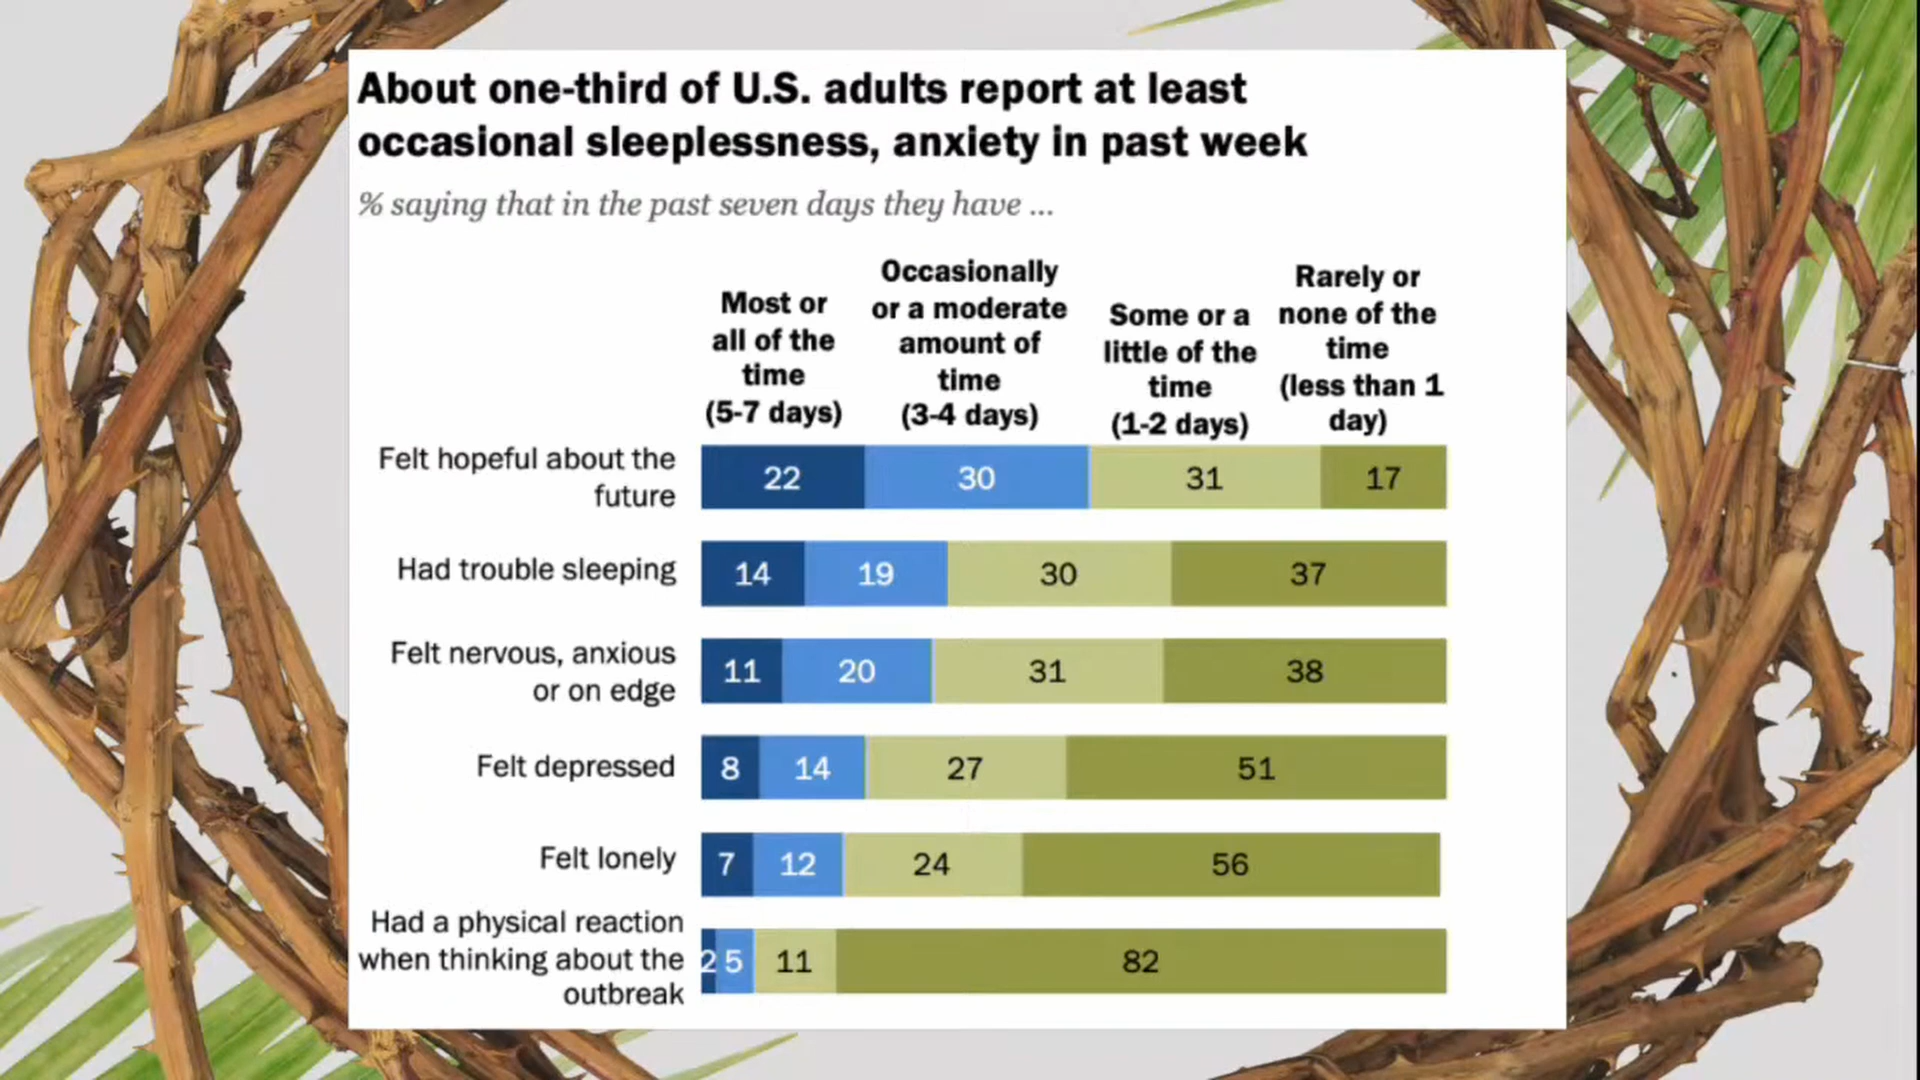 About one-third of U.S. adults report at least
occasional sleeplessness, anxiety in past week
% saying that in the past seven days they have ...
Most or
all of the
time
(5-7 days)
Occasionally
or a moderate
amount of
time
(3-4 days)
Some or a
little of the
time
(1-2 days)
Rarely or
none of the
time
(less than 1
day)
Felt hopeful about the
future
22 30 31 17
Had trouble sleeping
14 19 30 37
Felt nervous, anxious
or on edge
11 20 31 38
Felt depressed
8 14 27 51
Felt lonely
7 12 24 56
Had a physical reaction
when thinking about the
outbreak
2 5 11 82